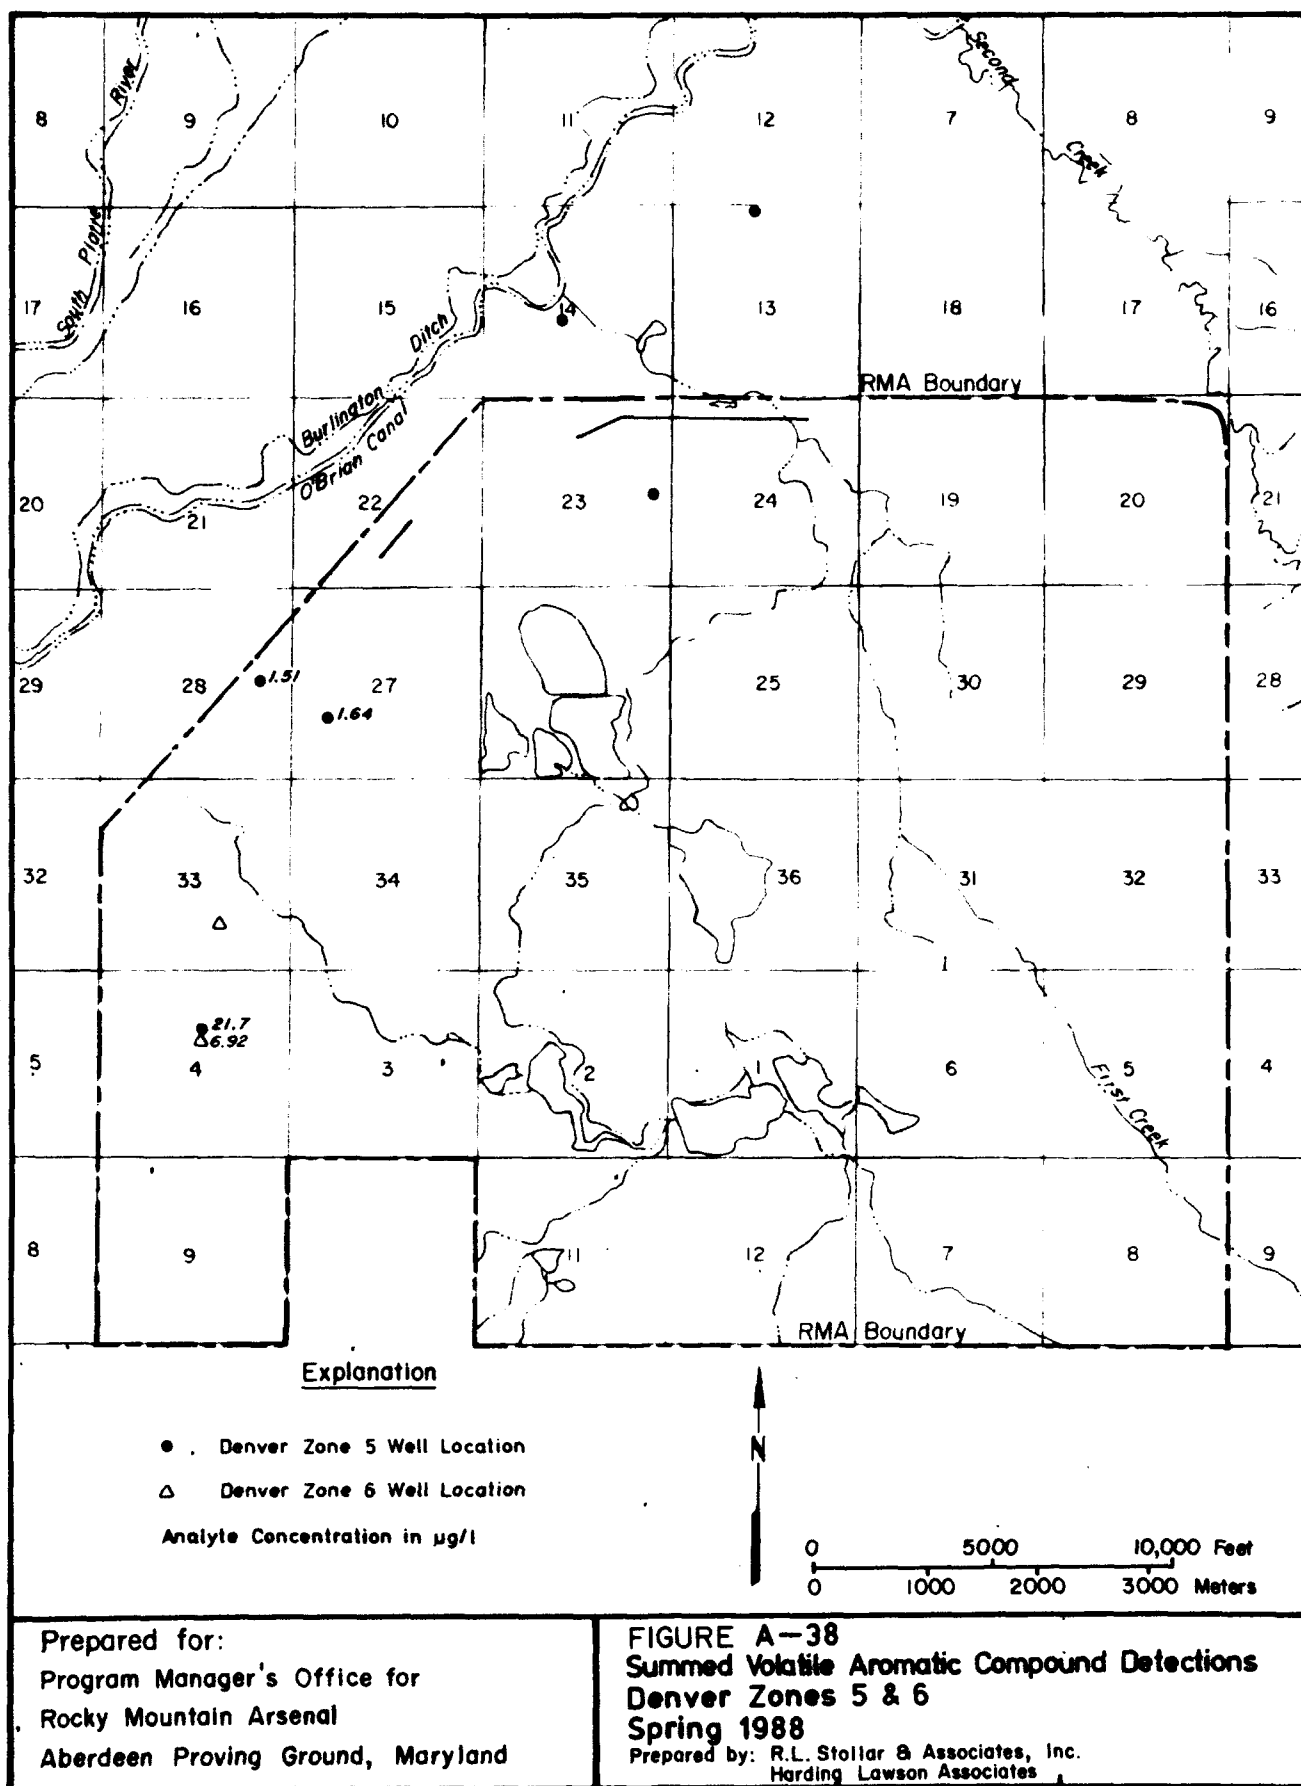 8
River
9
10
11
12
7
Second
Creek
8
9
South Platte
17
16
15
Ditch
14
13
18
17
16
RMA Boundary
Burlington
O'Brian Canal
20
21
22
23
24
19
20
21
29
28
1.51
27
1.64
25
30
29
28
32
33
34
35
36
31
32
33
1
21.7
6.92
5
4
3
2
1
6
5
4
First Creek
8
9
11
12
7
8
9
RMA Boundary
Explanation
Denver Zone 5 Well Location
Denver Zone 6 Well Location
Analyte Concentration in µg/l
N
0 5000 10,000 Feet
0 1000 2000 3000 Meters
Prepared for:
Program Manager's Office for
Rocky Mountain Arsenal
Aberdeen Proving Ground, Maryland
FIGURE A-38
Summed Volatile Aromatic Compound Detections
Denver Zones 5 & 6
Spring 1988
Prepared by: R.L. Stollar & Associates, Inc.
Harding Lawson Associates